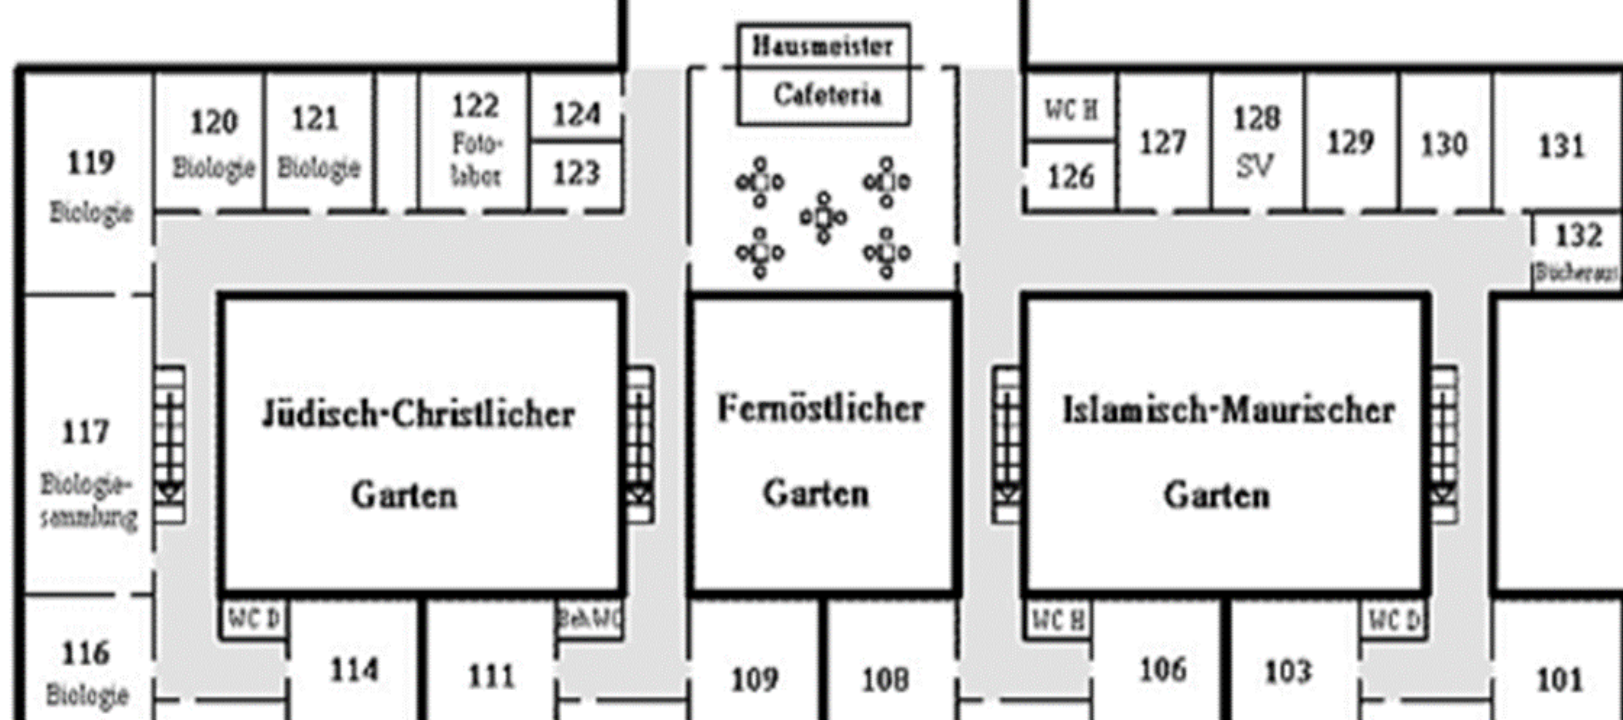 Hausmeister
Cafeteria
119
Biologie
120
Biologie
121
Biologie
122
Foto-
labor
124
123
WC H
126
127
128
SV
129
130
131
132
117
Biologie-
sammlung
Jüdisch-Christlicher
Garten
Fernöstlicher
Garten
Islamisch-Maurischer
Garten
WC D
Beh.WC
WC H
WC D
116
Biologie
114
111
109
108
106
103
101